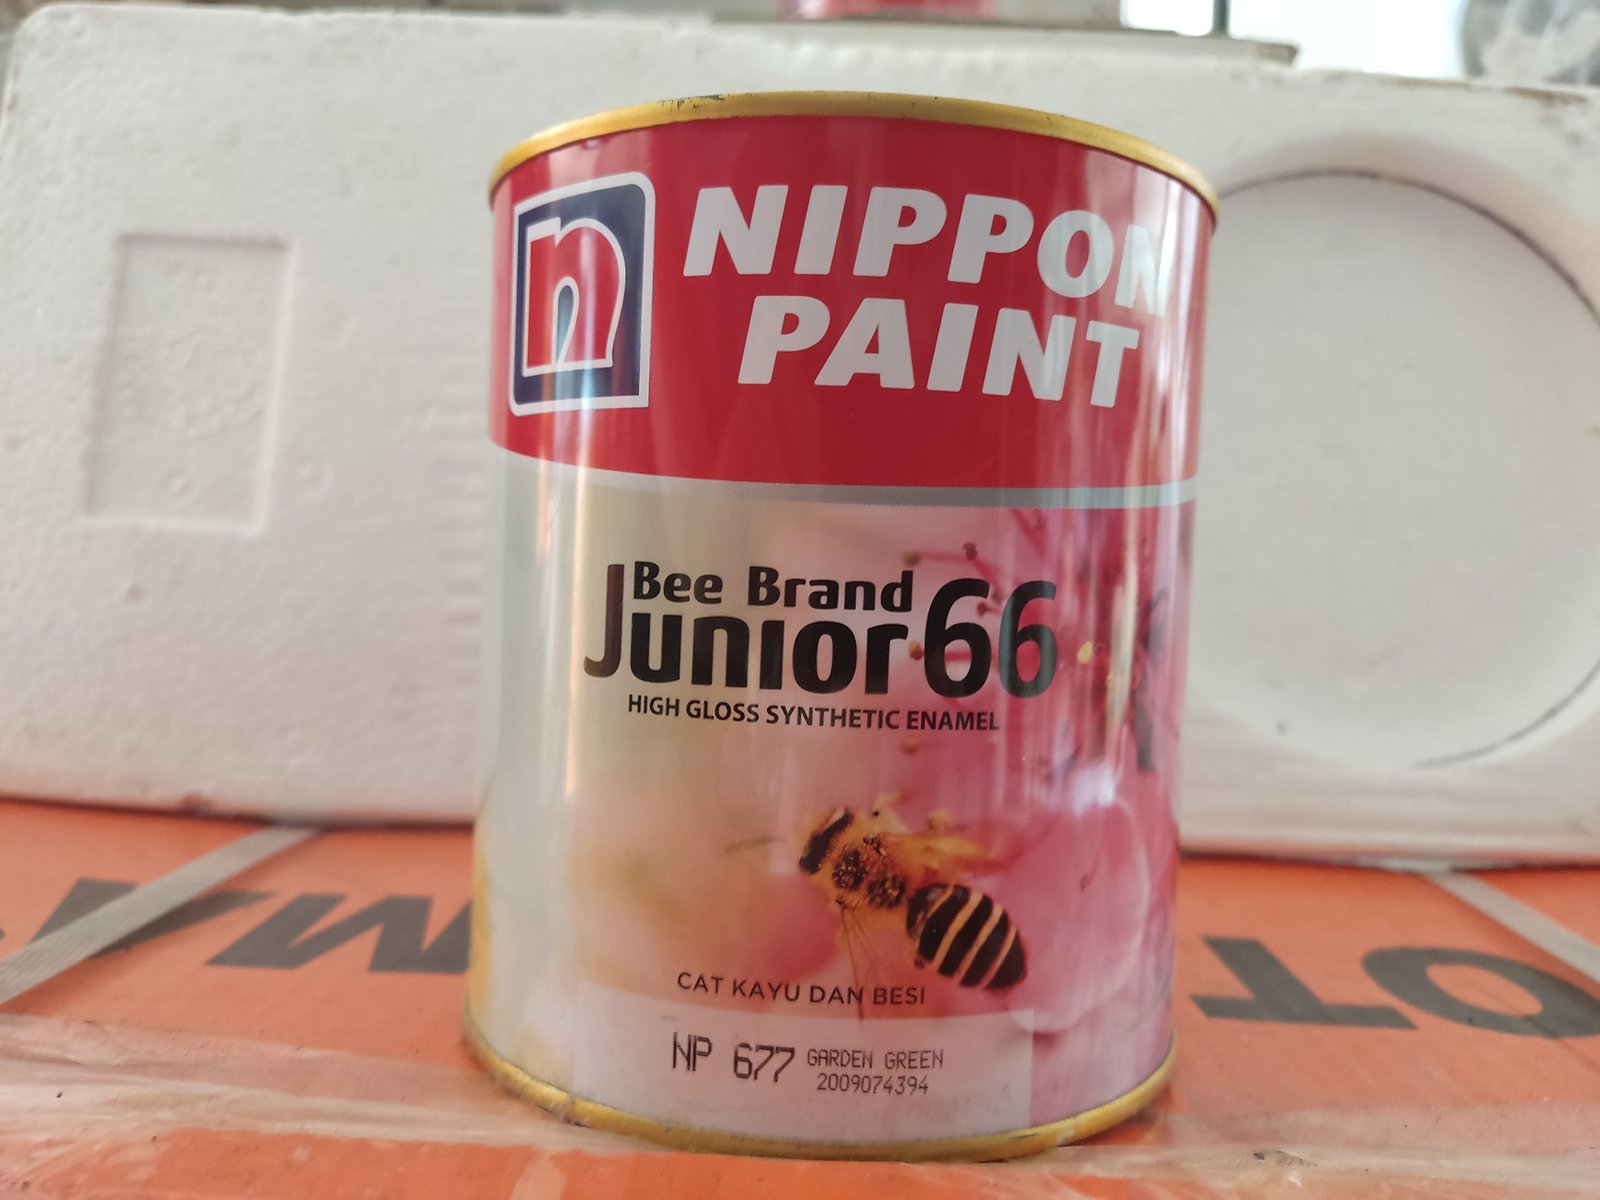 n NIPPON
PAINT
Bee Brand
Junior 66
HIGH GLOSS SYNTHETIC ENAMEL
CAT KAYU DAN BESI
NP 677 GARDEN GREEN
2009074394